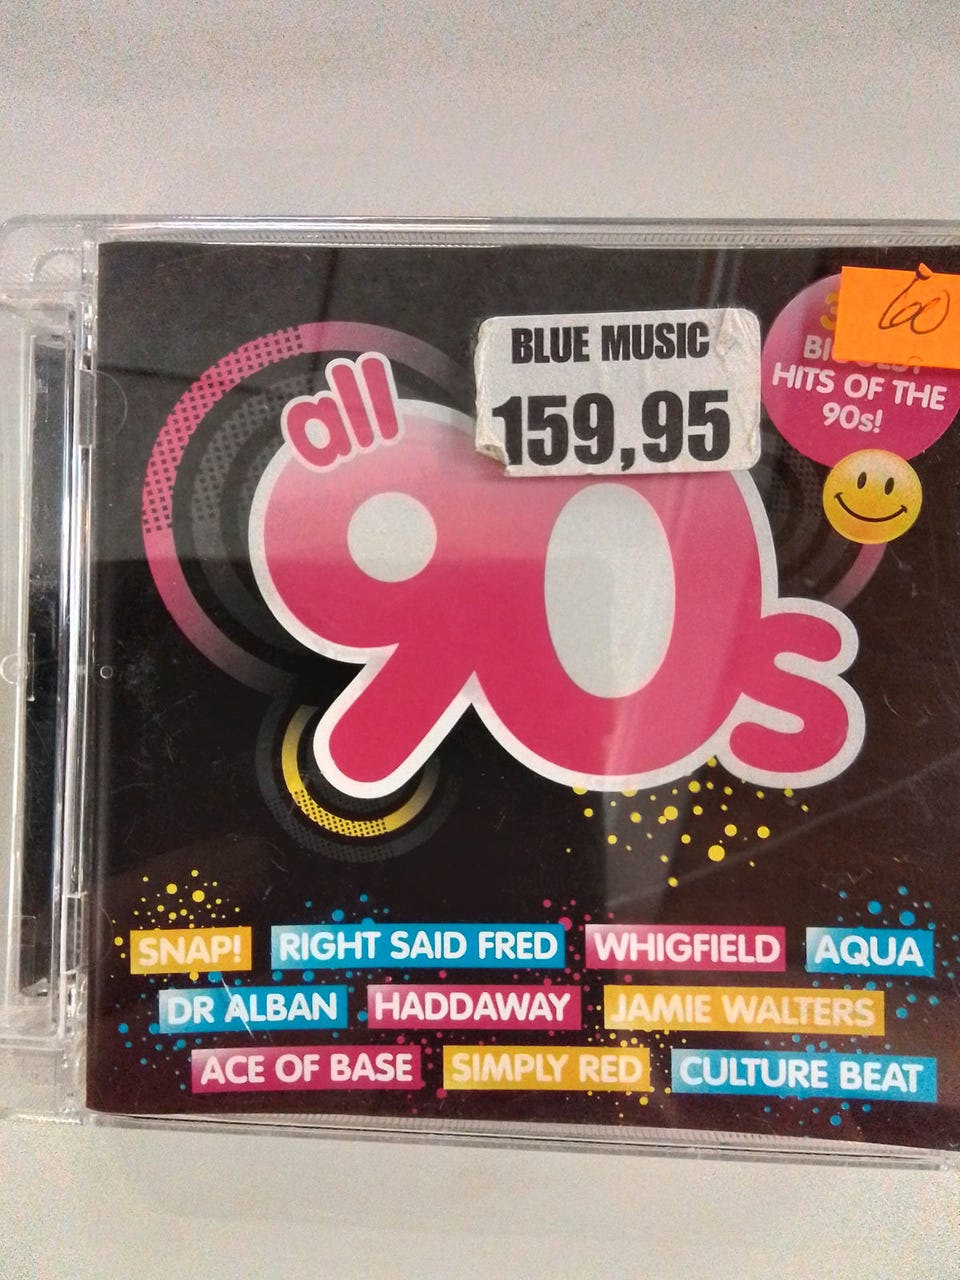 BLUE MUSIC
159,95
60
HITS OF THE
90s!
all
90s
SNAP! RIGHT SAID FRED WHIGFIELD AQUA
DR ALBAN HADDAWAY JAMIE WALTERS
ACE OF BASE SIMPLY RED CULTURE BEAT